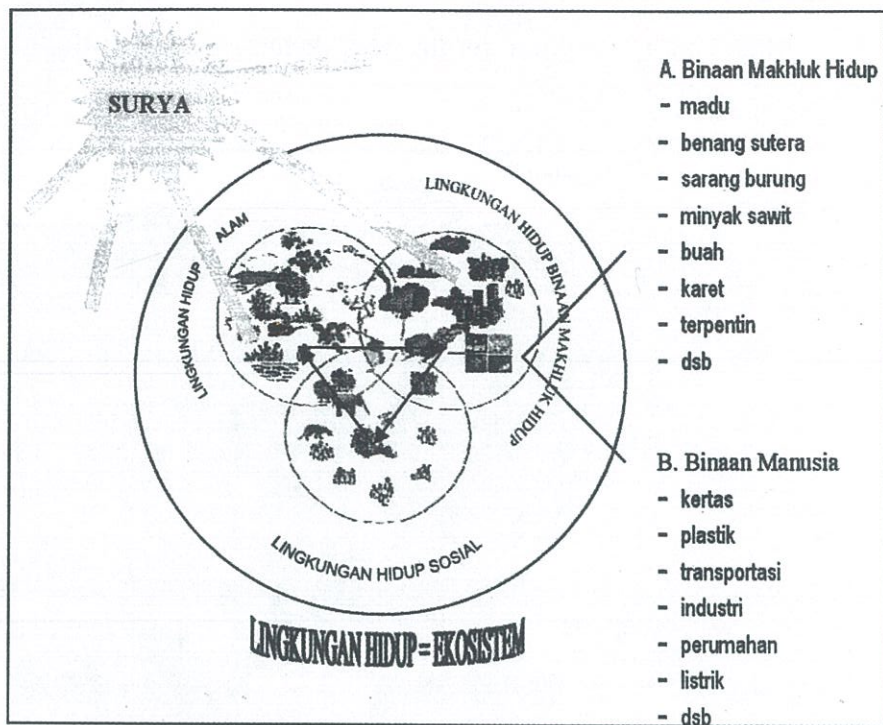 SURYA
LINGKUNGAN HIDUP ALAM
LINGKUNGAN HIDUP BINAAN MAKHLUK HIDUP
LINGKUNGAN HIDUP SOSIAL
LINGKUNGAN HIDUP = EKOSISTEM
A. Binaan Makhluk Hidup
- madu
- benang sutera
- sarang burung
- minyak sawit
- buah
- karet
- terpentin
- dsb
B. Binaan Manusia
- kertas
- plastik
- transportasi
- industri
- perumahan
- listrik
- dsb